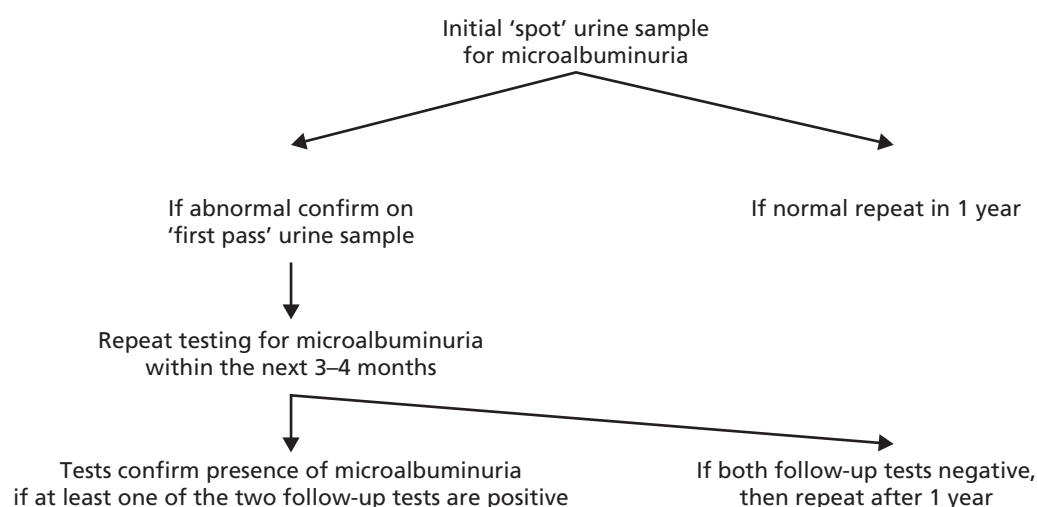 Initial ‘spot’ urine sample
for microalbuminuria
If abnormal confirm on
‘first pass’ urine sample
If normal repeat in 1 year
Repeat testing for microalbuminuria
within the next 3–4 months
Tests confirm presence of microalbuminuria
if at least one of the two follow-up tests are positive
If both follow-up tests negative,
then repeat after 1 year